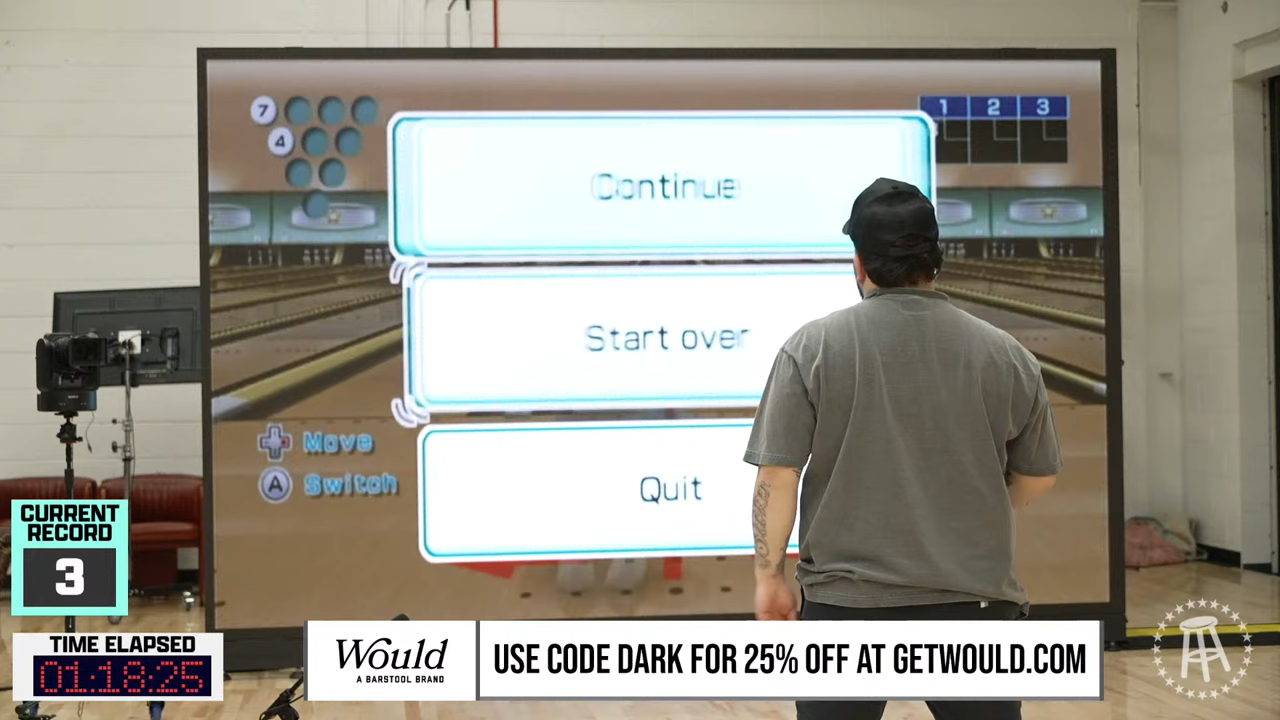 7
4
1 2 3
Continue
Start over
Quit
Move
A Switch
CURRENT
RECORD
3
TIME ELAPSED
01:18:25
Would
A BARSTOOL BRAND
USE CODE DARK FOR 25% OFF AT GETWOULD.COM